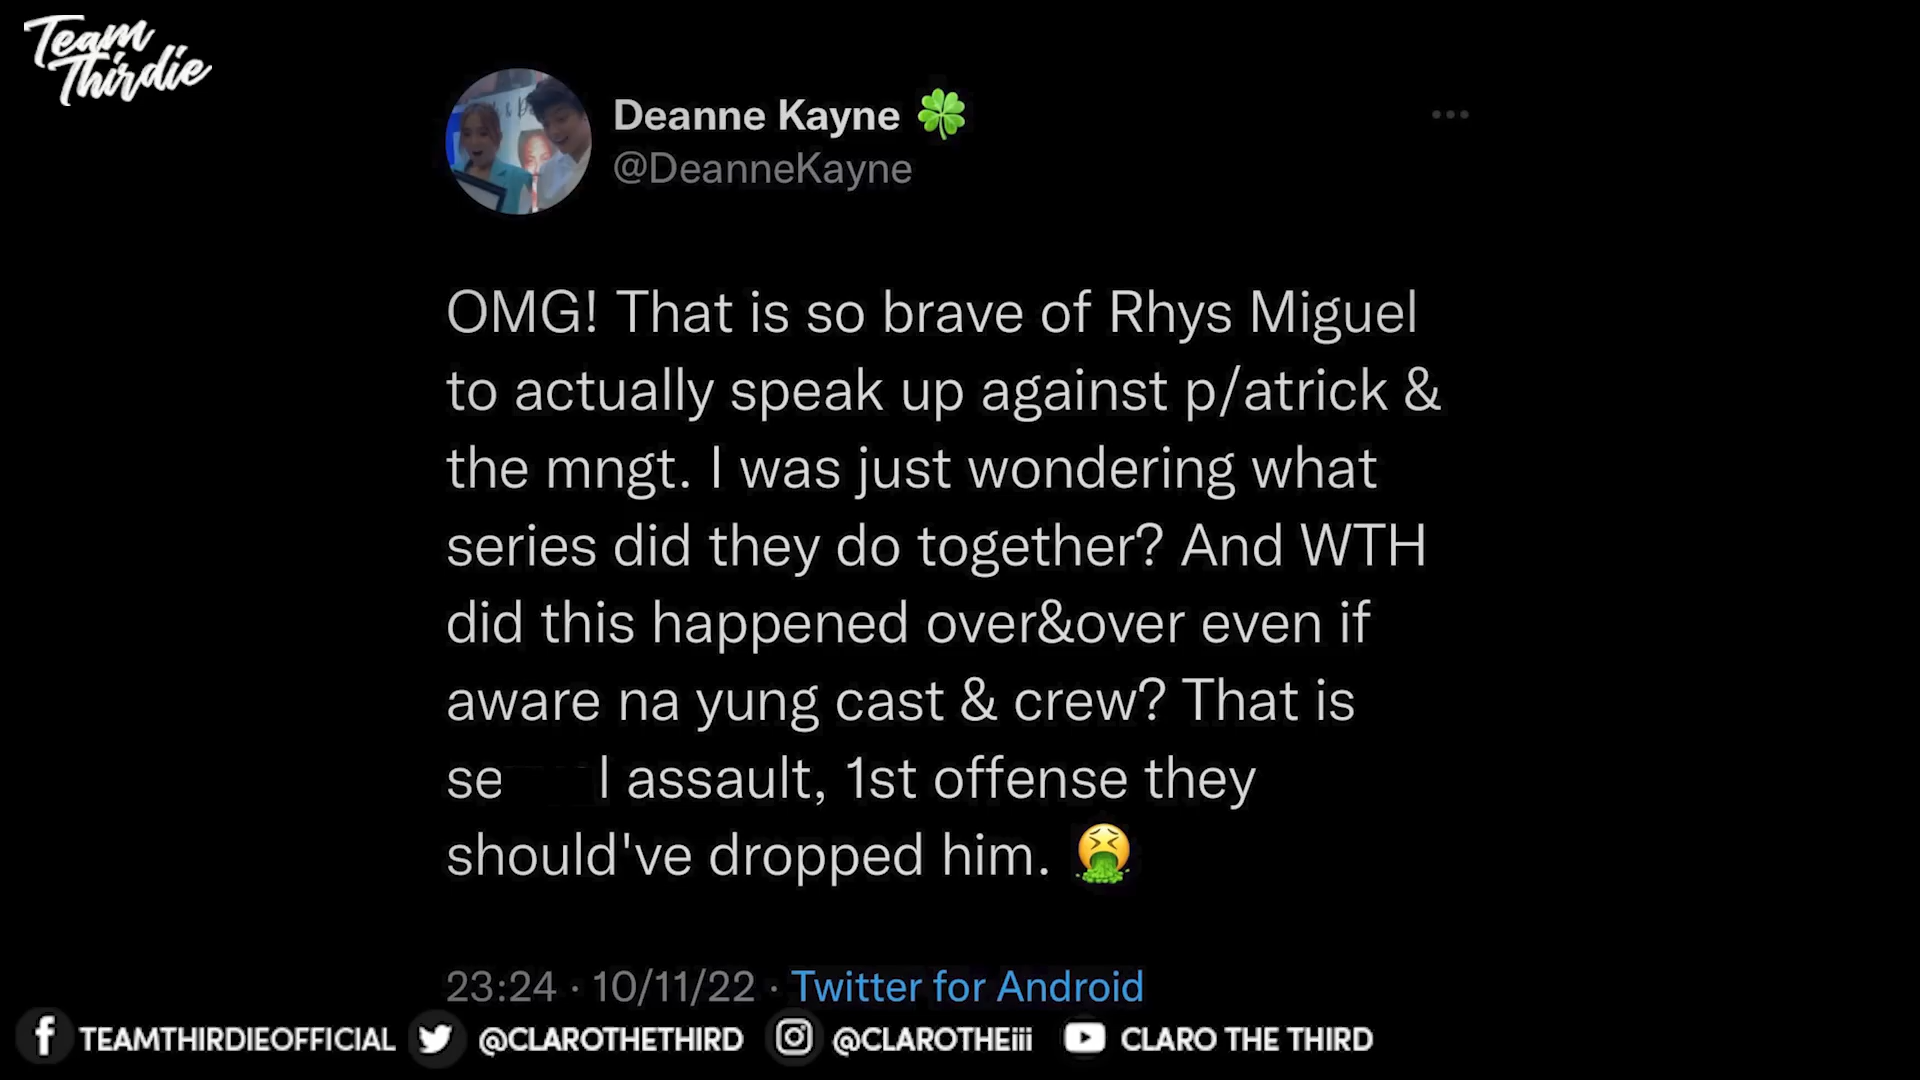 Team
Thirdie
Deanne Kayne 🍀
@DeanneKayne
OMG! That is so brave of Rhys Miguel
to actually speak up against p/atrick &
the mngt. I was just wondering what
series did they do together? And WTH
did this happened over&over even if
aware na yung cast & crew? That is
se l assault, 1st offense they
should've dropped him. 🤮
23:24 · 10/11/22 · Twitter for Android
TEAMTHIRDIEOFFICIAL @CLAROTHETHIRD @CLAROTHEiii CLARO THE THIRD